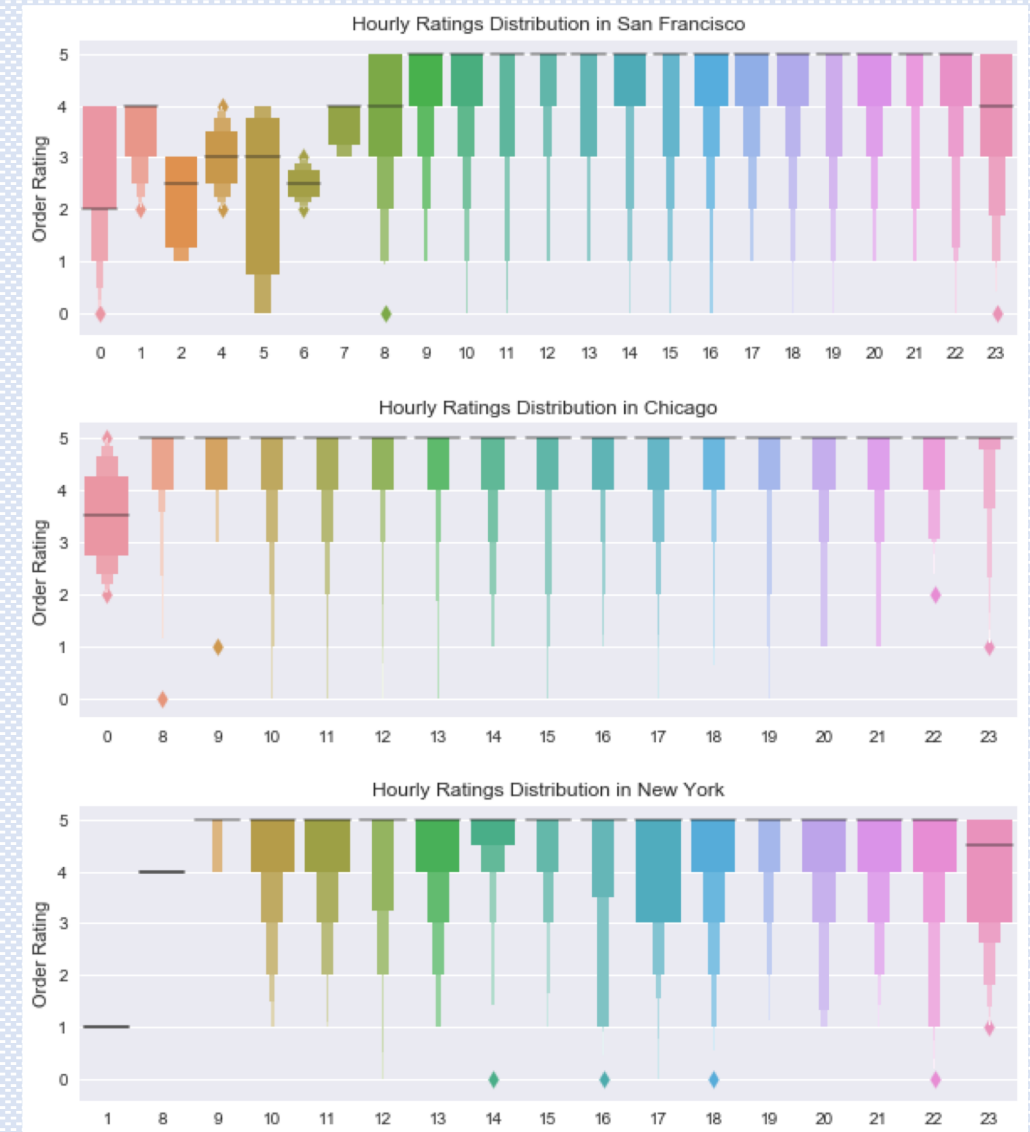 Hourly Ratings Distribution in San Francisco
Order Rating
5
4
3
2
1
0
0 1 2 4 5 6 7 8 9 10 11 12 13 14 15 16 17 18 19 20 21 22 23
Hourly Ratings Distribution in Chicago
Order Rating
5
4
3
2
1
0
0 8 9 10 11 12 13 14 15 16 17 18 19 20 21 22 23
Hourly Ratings Distribution in New York
Order Rating
5
4
3
2
1
0
1 8 9 10 11 12 13 14 15 16 17 18 19 20 21 22 23